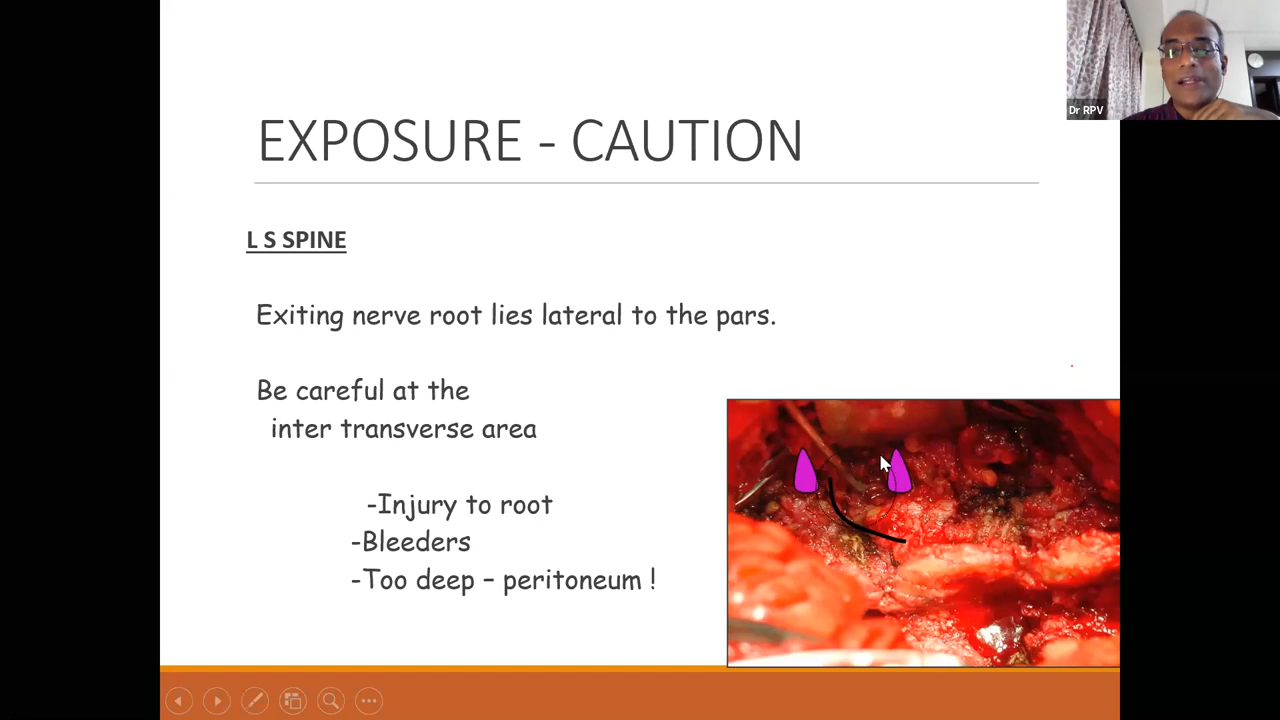 Dr RPV
EXPOSURE - CAUTION
L S SPINE
Exiting nerve root lies lateral to the pars.
Be careful at the
inter transverse area
-Injury to root
-Bleeders
-Too deep – peritoneum !